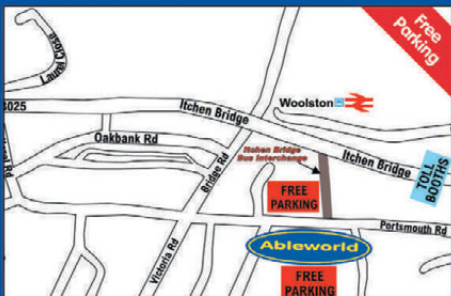 Free
Parking
Laurel Close
3025
Itchen Bridge
Woolston
Oakbank Rd
Bridge Rd
Itchen Bridge
Bus Interchange
Itchen Bridge
TOLL
BOOTHS
FREE
PARKING
Portsmouth Rd
Ableworld
Victoria Rd
FREE
PARKING